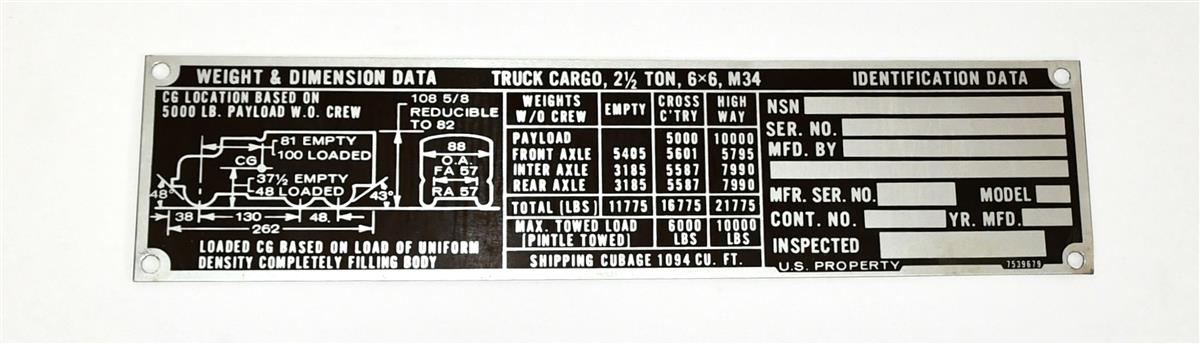 WEIGHT & DIMENSION DATA TRUCK CARGO, 2½ TON, 6×6, M34 IDENTIFICATION DATA
CG LOCATION BASED ON
5000 LB. PAYLOAD W.O. CREW
108 5/8
REDUCIBLE
TO 82
81 EMPTY
100 LOADED
CG
37½ EMPTY
48 LOADED
48°
43°
88
O.A.
FA 57
RA 57
38 130 48.
262
LOADED CG BASED ON LOAD OF UNIFORM
DENSITY COMPLETELY FILLING BODY
WEIGHTS W/O CREW EMPTY CROSS C'TRY HIGH WAY
PAYLOAD 5000 10000
FRONT AXLE 5405 5601 5795
INTER AXLE 3185 5587 7990
REAR AXLE 3185 5587 7990
TOTAL (LBS) 11775 16775 21775
MAX. TOWED LOAD 6000 10000
(PINTLE TOWED) LBS LBS
SHIPPING CUBAGE 1094 CU. FT.
NSN
SER. NO.
MFD. BY
MFR. SER. NO. MODEL
CONT. NO. YR. MFD.
INSPECTED
U.S. PROPERTY 7539679